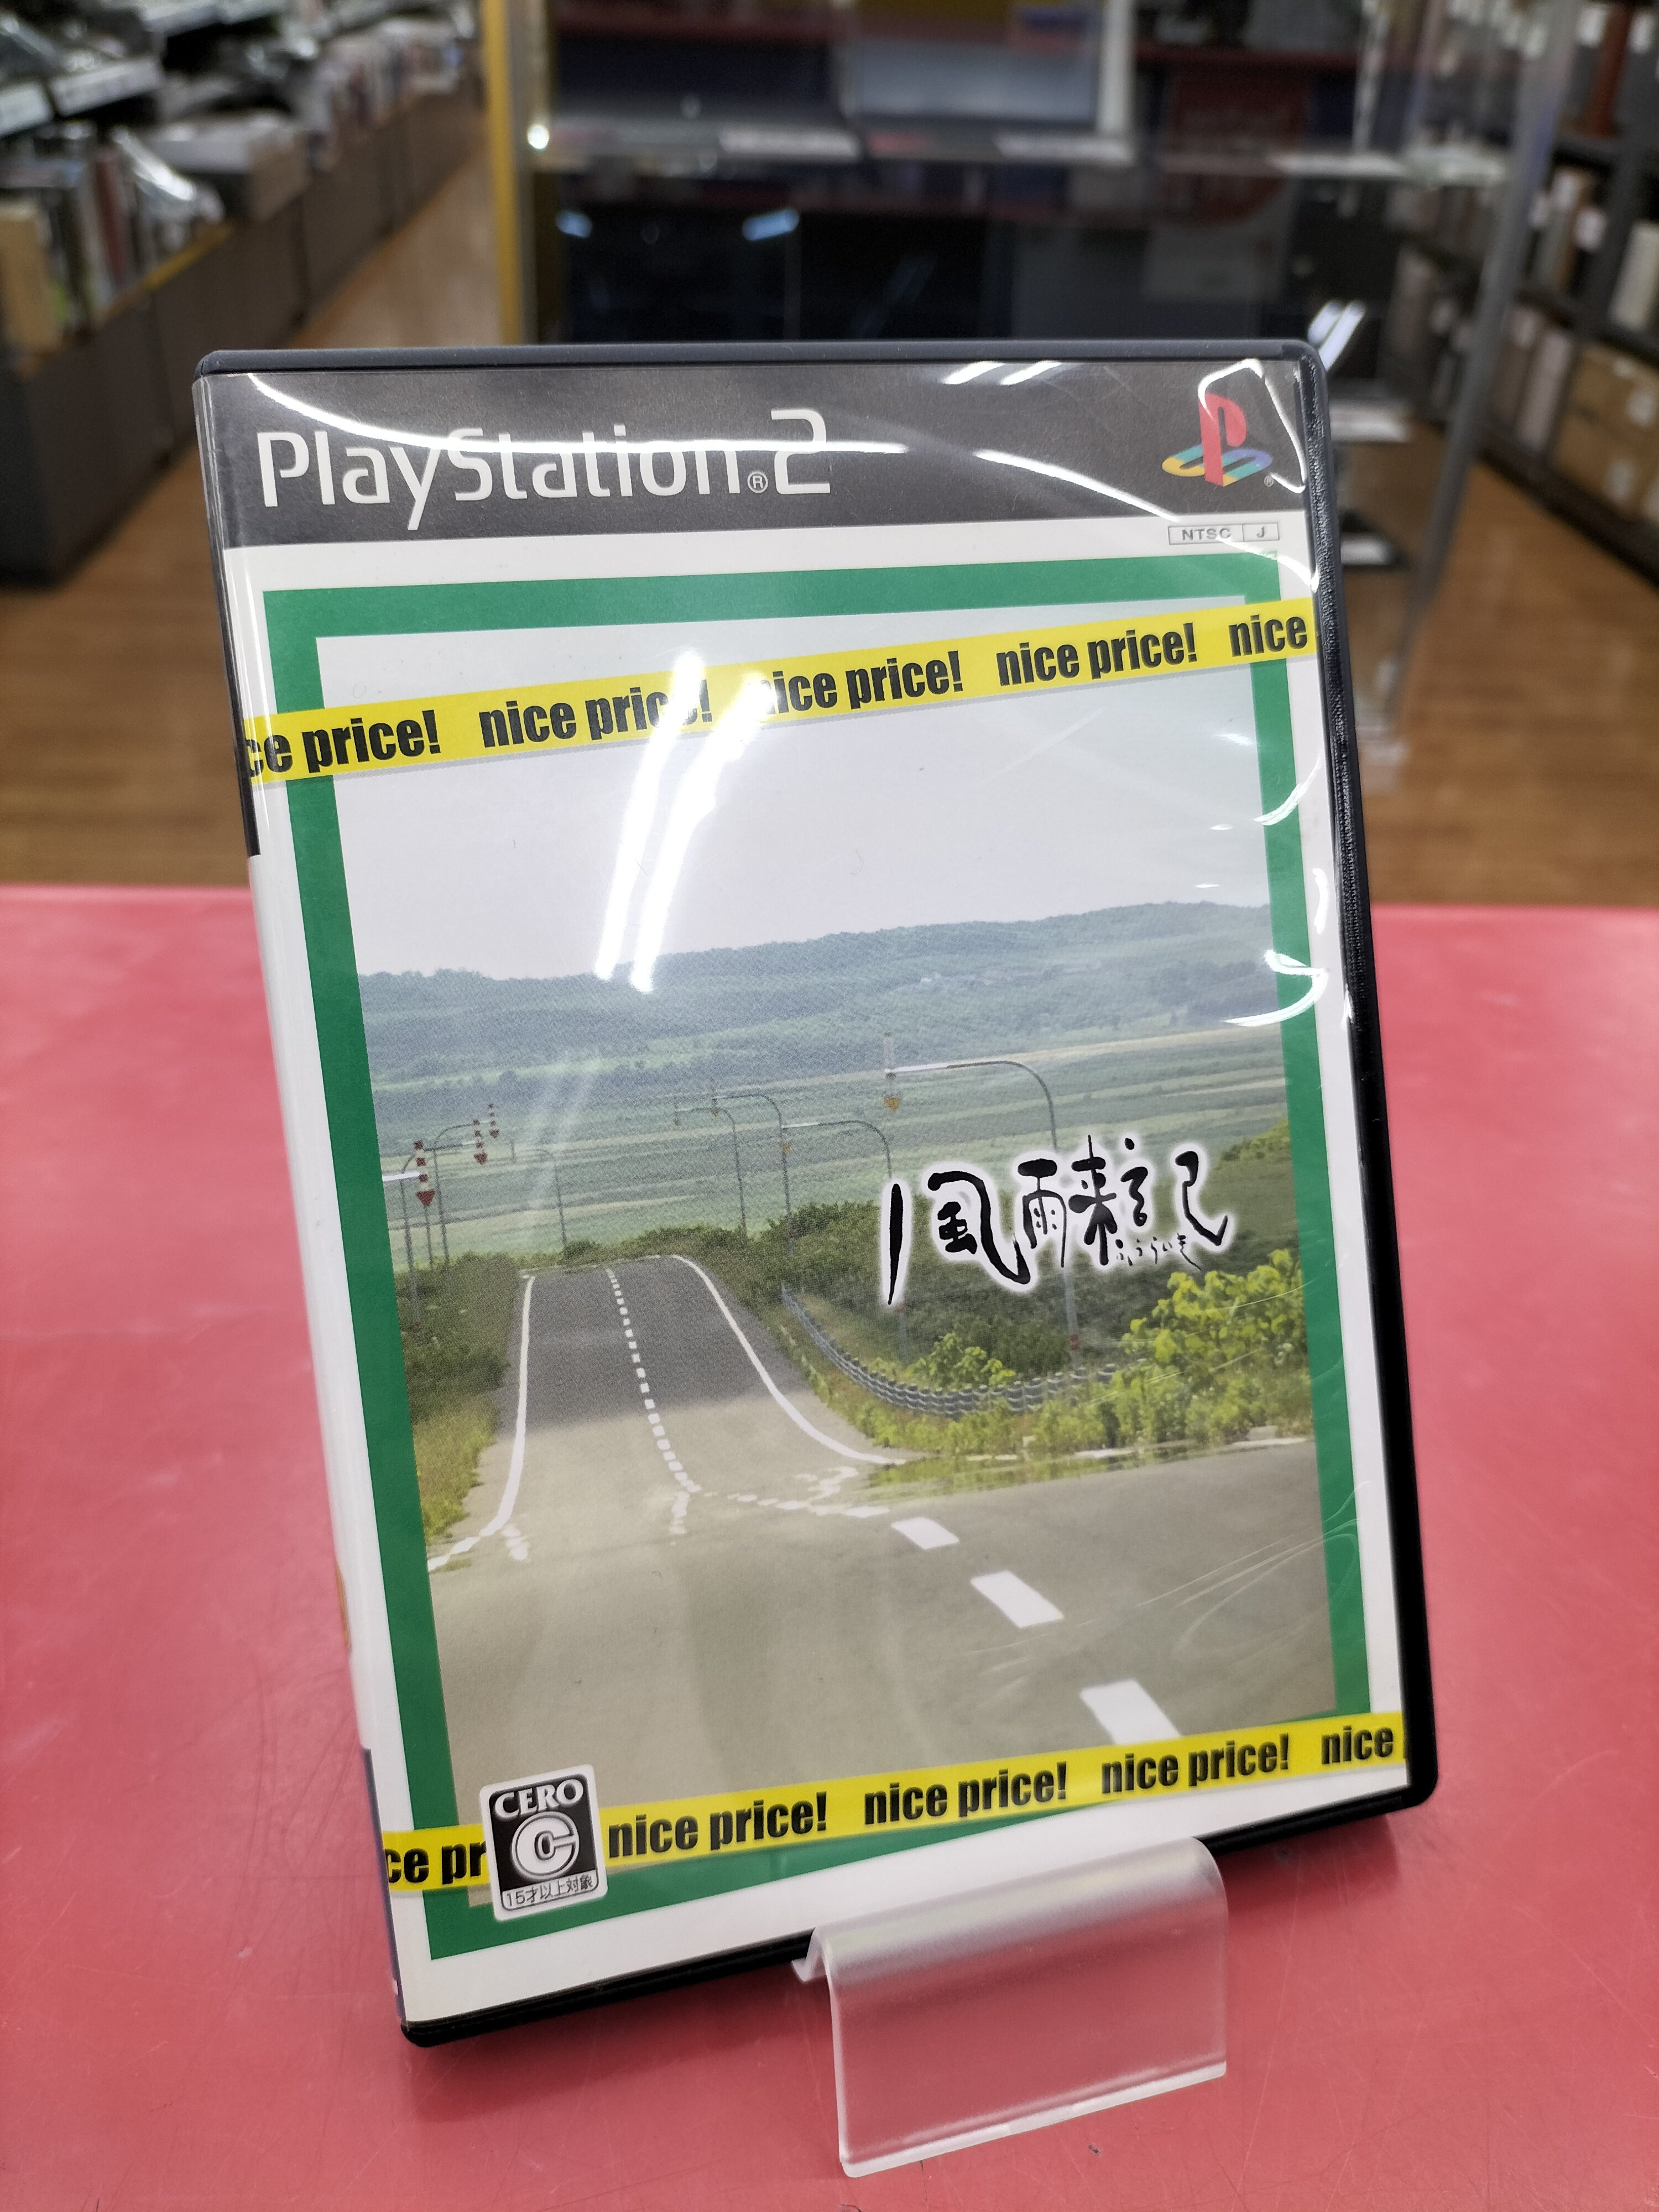 PlayStation®2
NTSC J
ce price! nice price! nice price! nice price! nice
風雨来記
ふうらいき
ce pr nice price! nice price! nice price! nice
CERO
C
15才以上対象